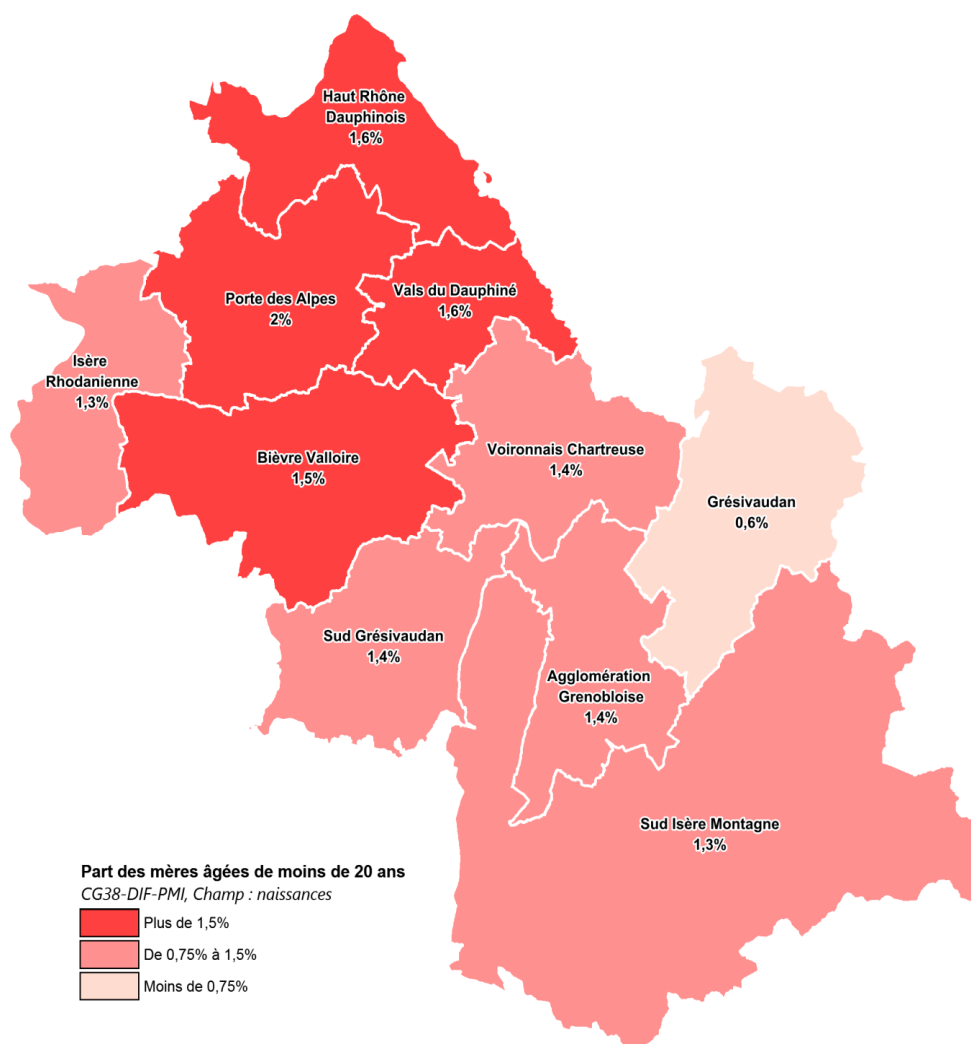 Haut Rhône
Dauphinois
1,6%
Porte des Alpes
2%
Vals du Dauphiné
1,6%
Isère
Rhodanienne
1,3%
Bièvre Valloire
1,5%
Voironnais Chartreuse
1,4%
Grésivaudan
0,6%
Sud Grésivaudan
1,4%
Agglomération
Grenobloise
1,4%
Sud Isère Montagne
1,3%
Part des mères âgées de moins de 20 ans
CG38-DIF-PMI, Champ : naissances
Plus de 1,5%
De 0,75% à 1,5%
Moins de 0,75%